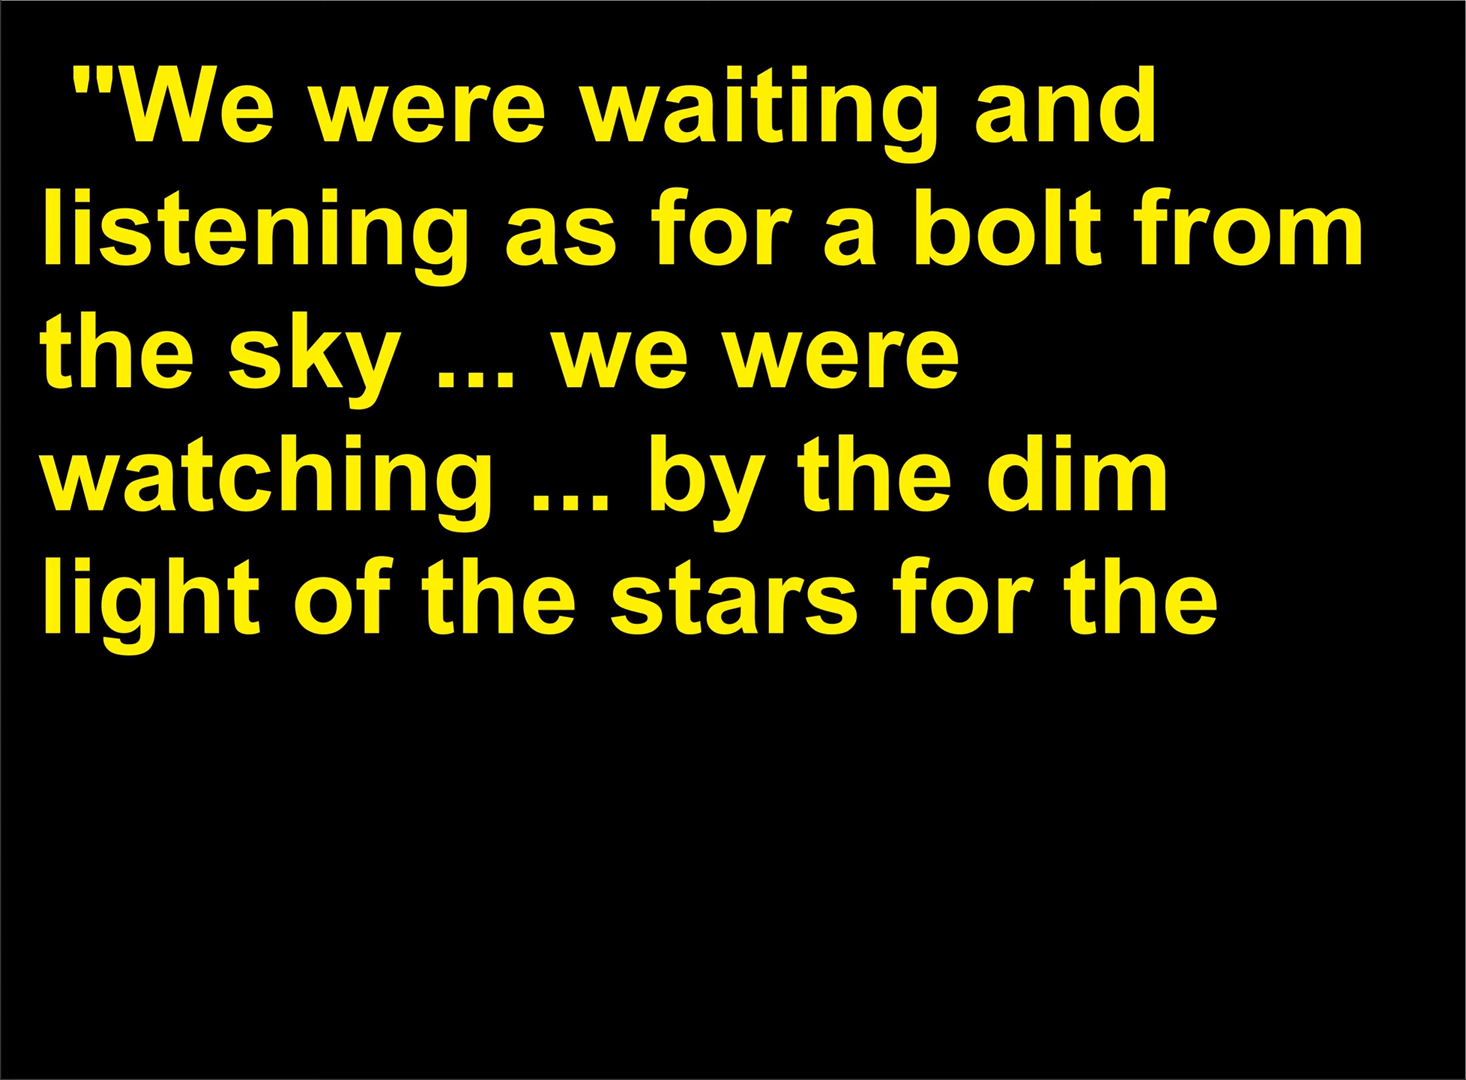 "We were waiting and
listening as for a bolt from
the sky ... we were
watching ... by the dim
light of the stars for the